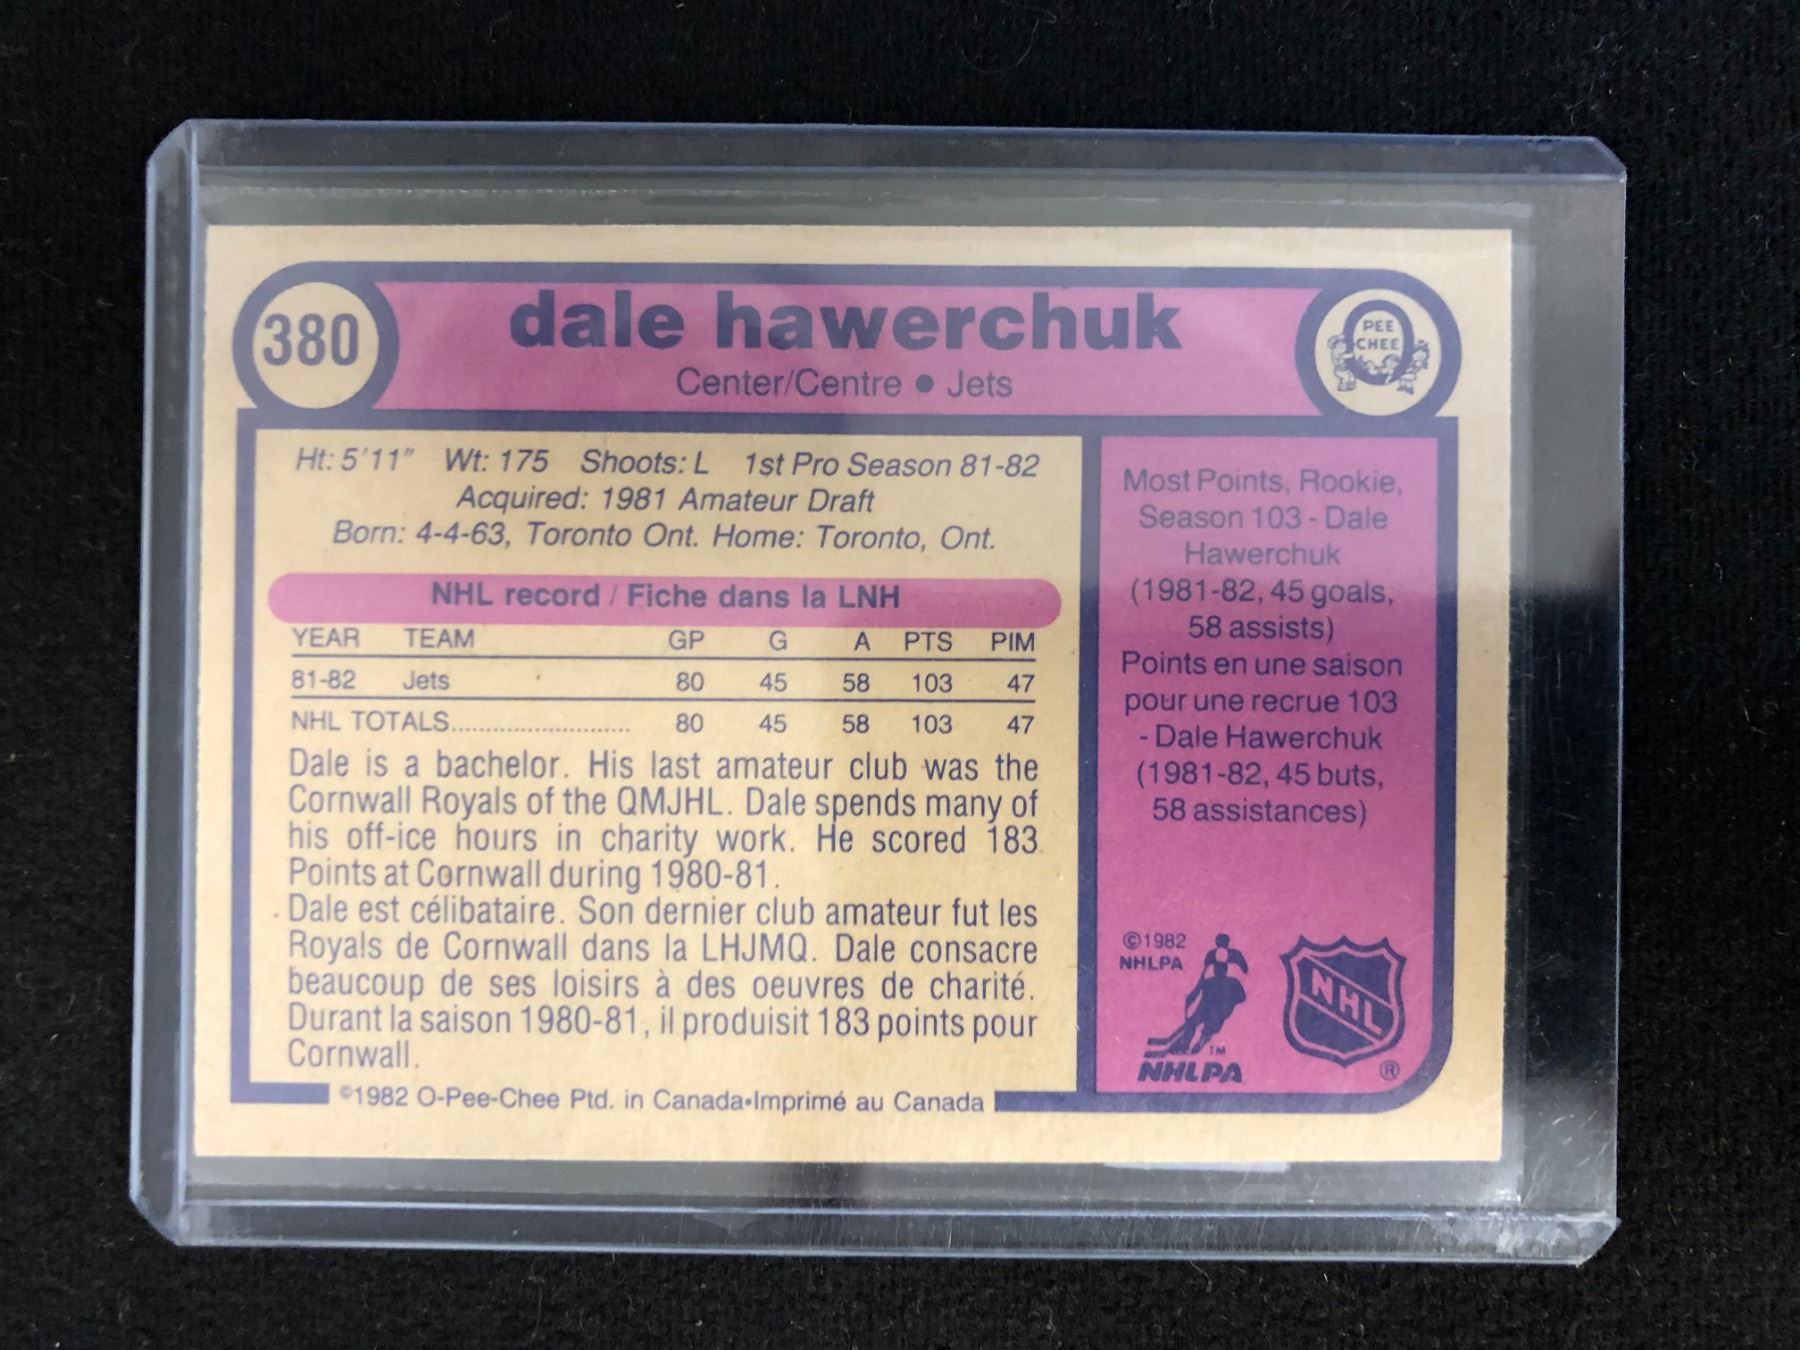 380
dale hawerchuk
Center/Centre ● Jets
O PEE CHEE
Ht: 5'11" Wt: 175 Shoots: L 1st Pro Season 81-82
Acquired: 1981 Amateur Draft
Born: 4-4-63, Toronto Ont. Home: Toronto, Ont.
NHL record / Fiche dans la LNH
YEAR TEAM GP G A PTS PIM
81-82 Jets 80 45 58 103 47
NHL TOTALS.......................... 80 45 58 103 47
Dale is a bachelor. His last amateur club was the
Cornwall Royals of the QMJHL. Dale spends many of
his off-ice hours in charity work. He scored 183
Points at Cornwall during 1980-81.
Dale est célibataire. Son dernier club amateur fut les
Royals de Cornwall dans la LHJMQ. Dale consacre
beaucoup de ses loisirs à des oeuvres de charité.
Durant la saison 1980-81, il produisit 183 points pour
Cornwall.
©1982 O-Pee-Chee Ptd. in Canada•Imprimé au Canada
Most Points, Rookie,
Season 103 - Dale
Hawerchuk
(1981-82, 45 goals,
58 assists)
Points en une saison
pour une recrue 103
- Dale Hawerchuk
(1981-82, 45 buts,
58 assistances)
©1982
NHLPA
TM
NHLPA
NHL
®